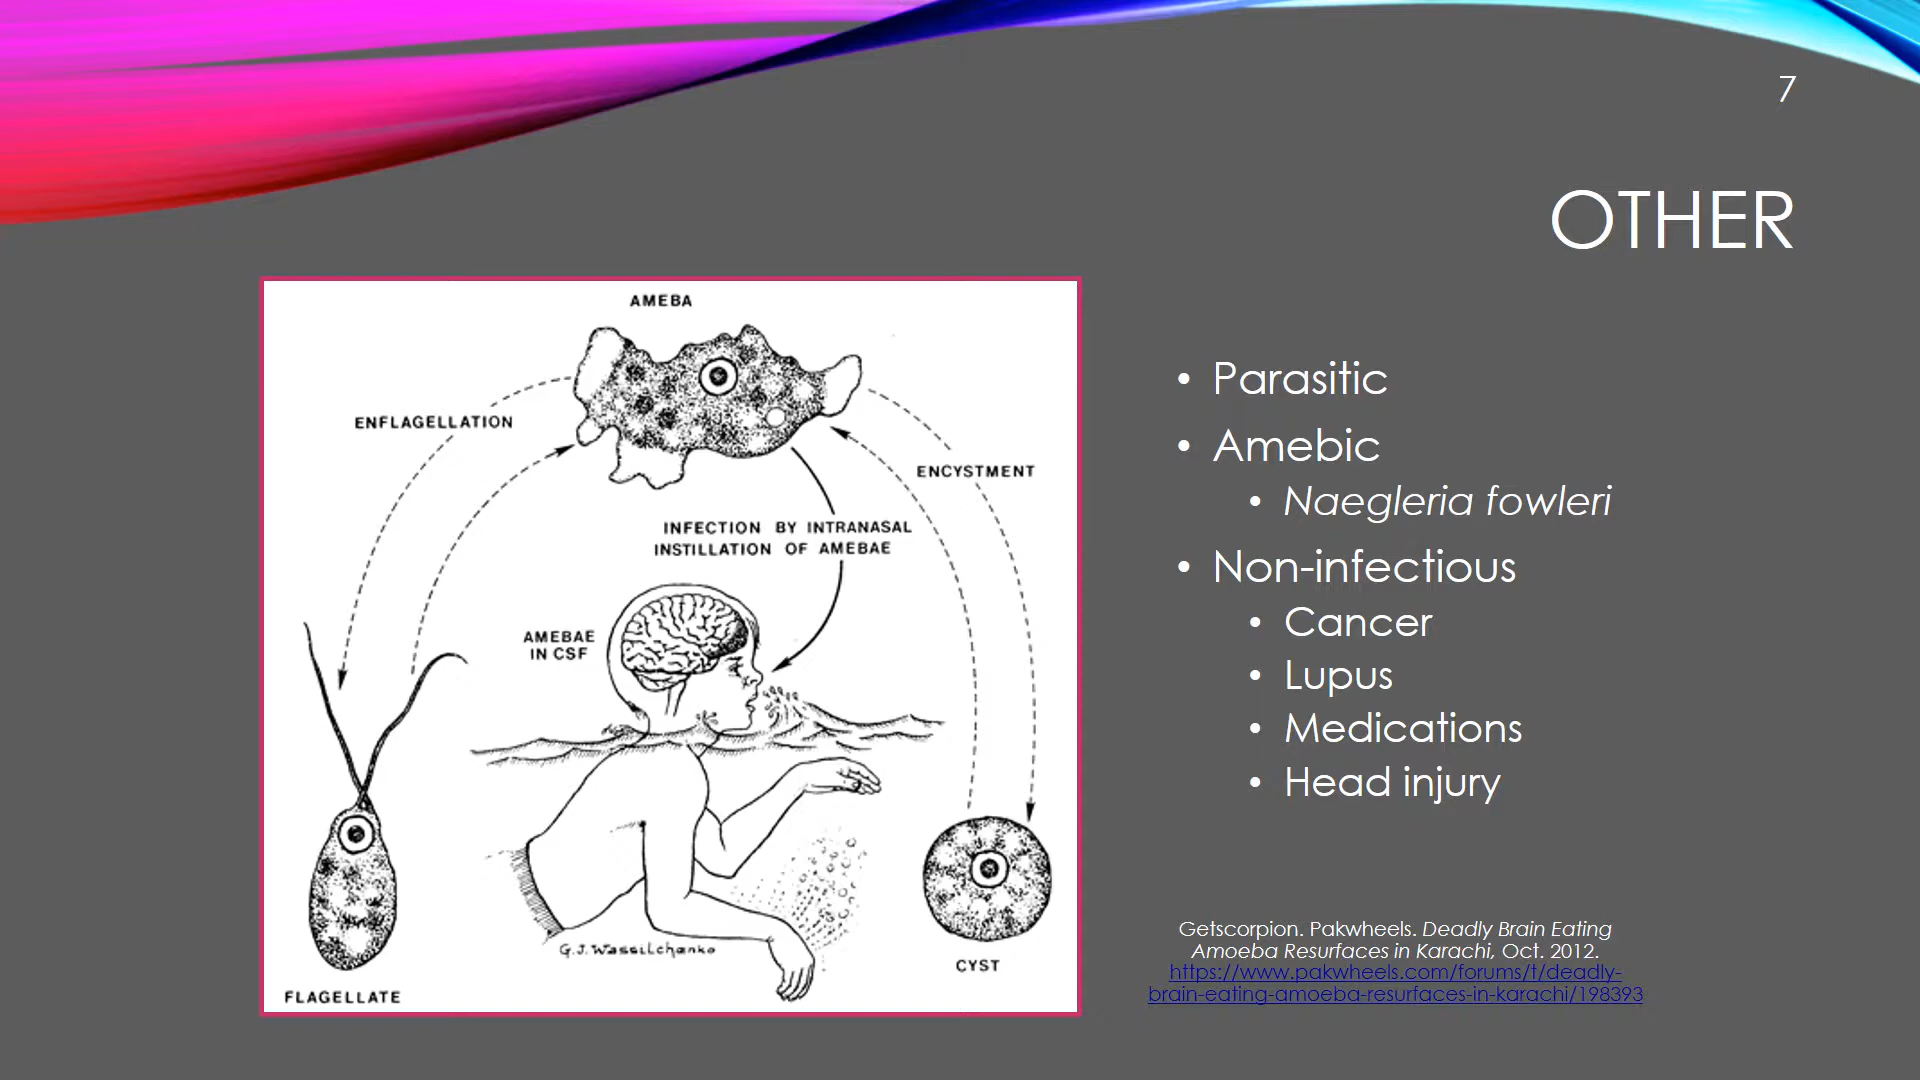 7
OTHER
AMEBA
ENFLAGELLATION
ENCYSTMENT
INFECTION BY INTRANASAL
INSTILLATION OF AMEBAE
AMEBAE
IN CSF
G.J. Wassilchenko
CYST
FLAGELLATE
• Parasitic
• Amebic
• Naegleria fowleri
• Non-infectious
• Cancer
• Lupus
• Medications
• Head injury
Getscorpion. Pakwheels. Deadly Brain Eating
Amoeba Resurfaces in Karachi, Oct. 2012.
https://www.pakwheels.com/forums/t/deadly-
brain-eating-amoeba-resurfaces-in-karachi/198393